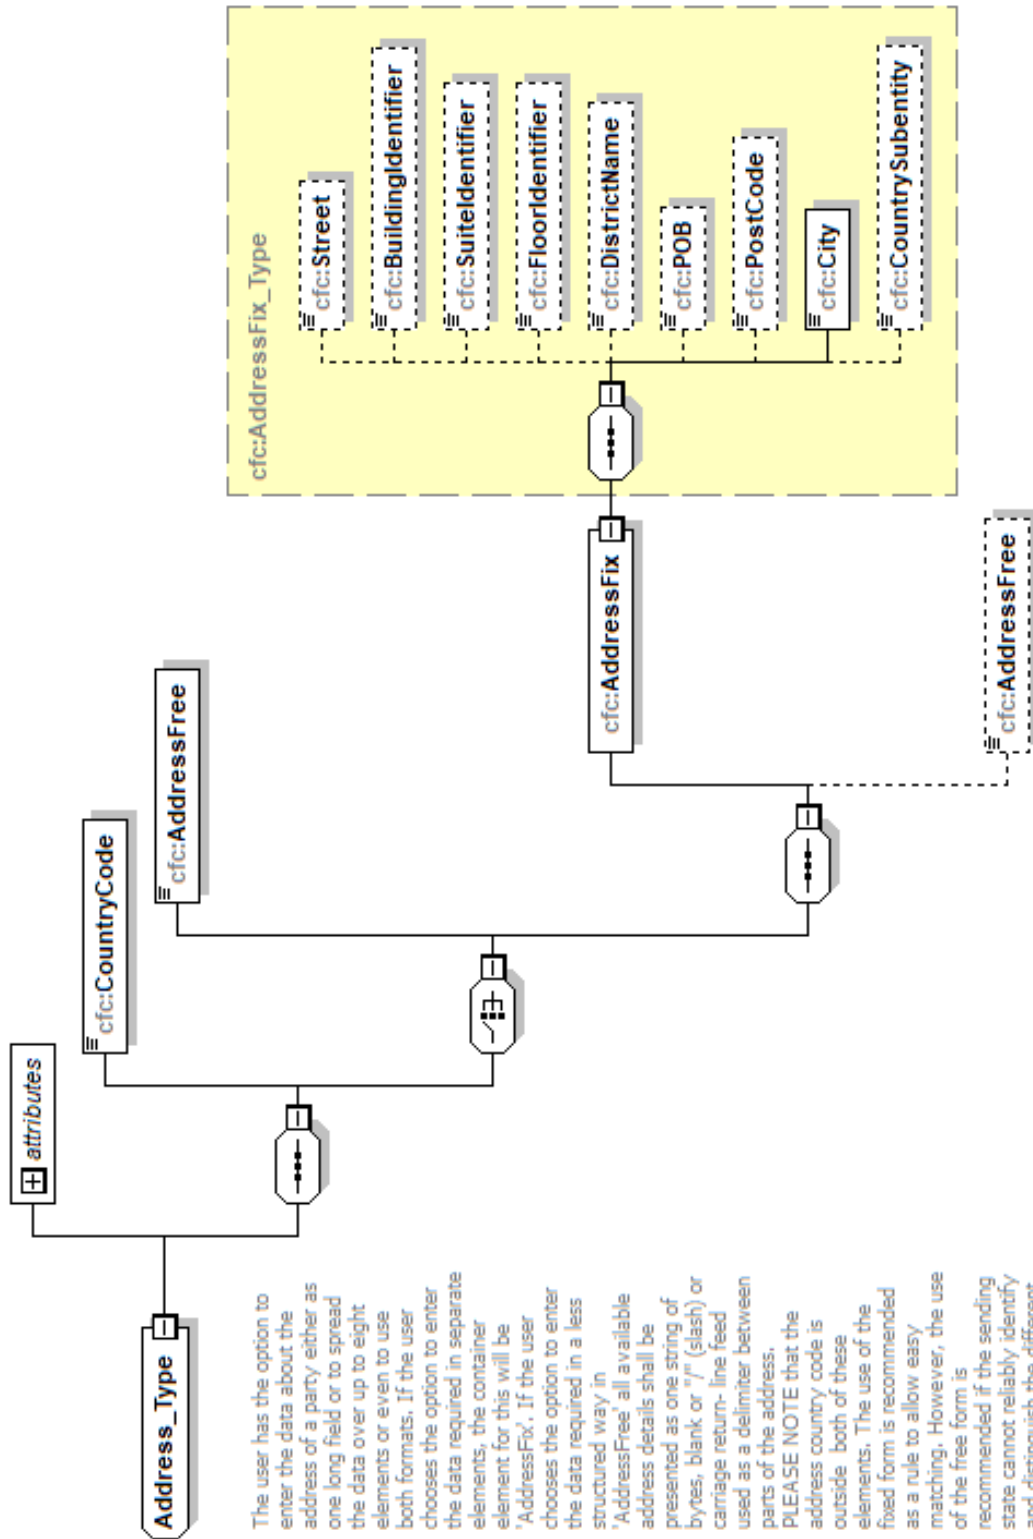 Address_Type
The user has the option to
enter the data about the
address of a party either as
one long field or to spread
the data over up to eight
elements or even to use
both formats. If the user
chooses the option to enter
the data required in separate
elements, the container
element for this will be
'AddressFix'. If the user
chooses the option to enter
the data required in a less
structured way in
'AddressFree' all available
address details shall be
presented as one string of
bytes, blank or "/" (slash) or
carriage return- line feed
used as a delimiter between
parts of the address.
PLEASE NOTE that the
address country code is
outside both of these
elements. The use of the
fixed form is recommended
as a rule to allow easy
matching. However, the use
of the free form is
recommended if the sending
state cannot reliably identify
and distinguish the different
attributes
cfc:CountryCode
cfc:AddressFree
cfc:AddressFix
cfc:AddressFix_Type
cfc:Street
cfc:BuildingIdentifier
cfc:SuiteIdentifier
cfc:FloorIdentifier
cfc:DistrictName
cfc:POB
cfc:PostCode
cfc:City
cfc:CountrySubentity
cfc:AddressFree